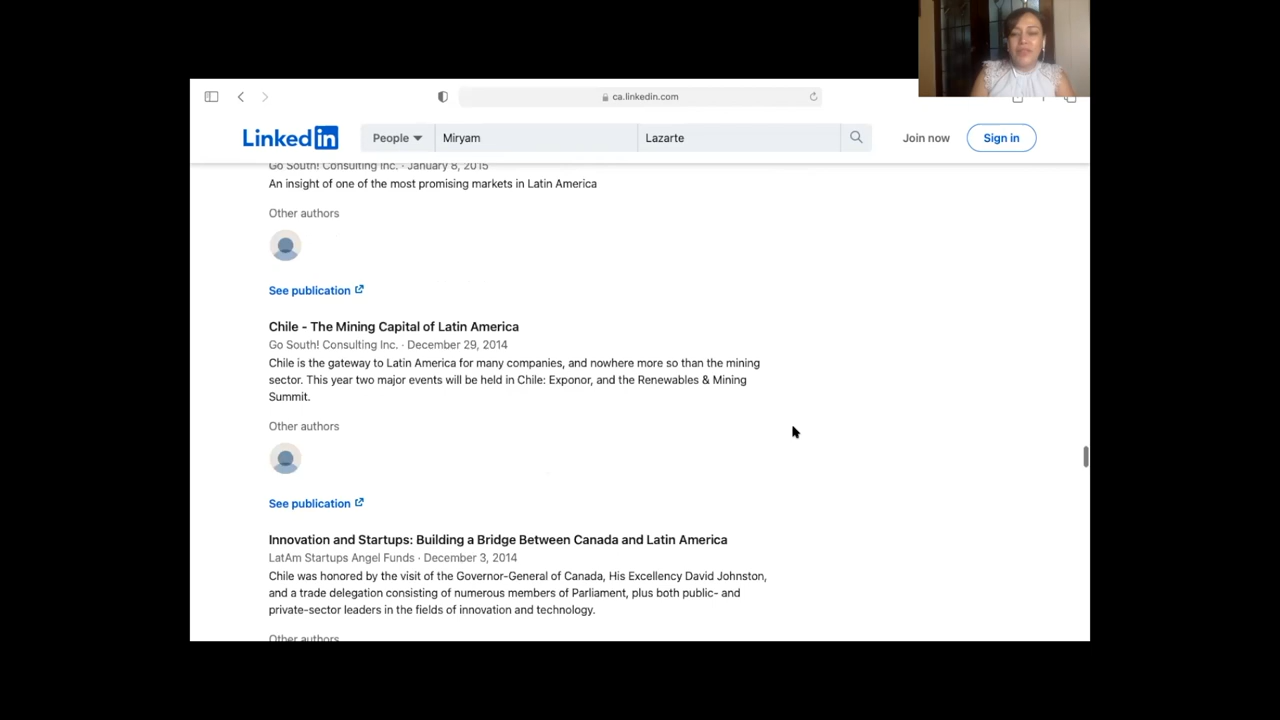 ca.linkedin.com
Linked in People Miryam Lazarte Join now Sign in
Go South! Consulting Inc. · January 8, 2015
An insight of one of the most promising markets in Latin America
Other authors
See publication
Chile - The Mining Capital of Latin America
Go South! Consulting Inc. · December 29, 2014
Chile is the gateway to Latin America for many companies, and nowhere more so than the mining
sector. This year two major events will be held in Chile: Exponor, and the Renewables & Mining
Summit.
Other authors
See publication
Innovation and Startups: Building a Bridge Between Canada and Latin America
LatAm Startups Angel Funds · December 3, 2014
Chile was honored by the visit of the Governor-General of Canada, His Excellency David Johnston,
and a trade delegation consisting of numerous members of Parliament, plus both public- and
private-sector leaders in the fields of innovation and technology.
Other authors